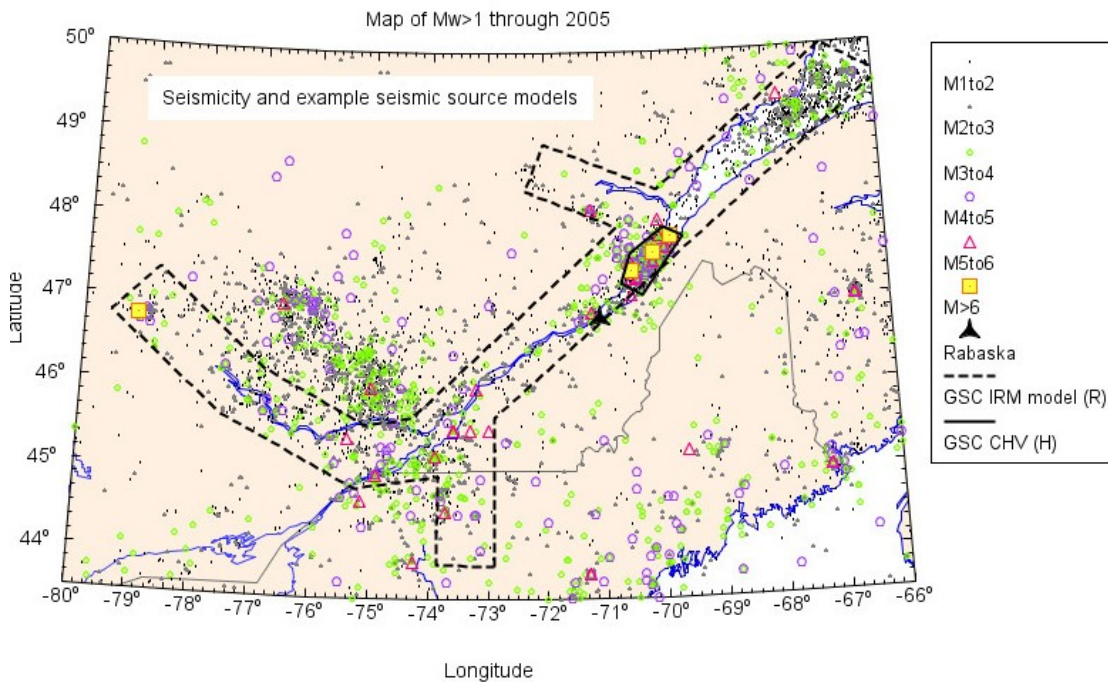 Map of Mw>1 through 2005
Seismicity and example seismic source models
50°
49°
48°
47°
46°
45°
44°
Latitude
-80°
-79°
-78°
-77°
-76°
-75°
-74°
-73°
-72°
-71°
-70°
-69°
-68°
-67°
-66°
Longitude
M1to2
M2to3
M3to4
M4to5
M5to6
M>6
Rabaska
GSC IRM model (R)
GSC CHV (H)